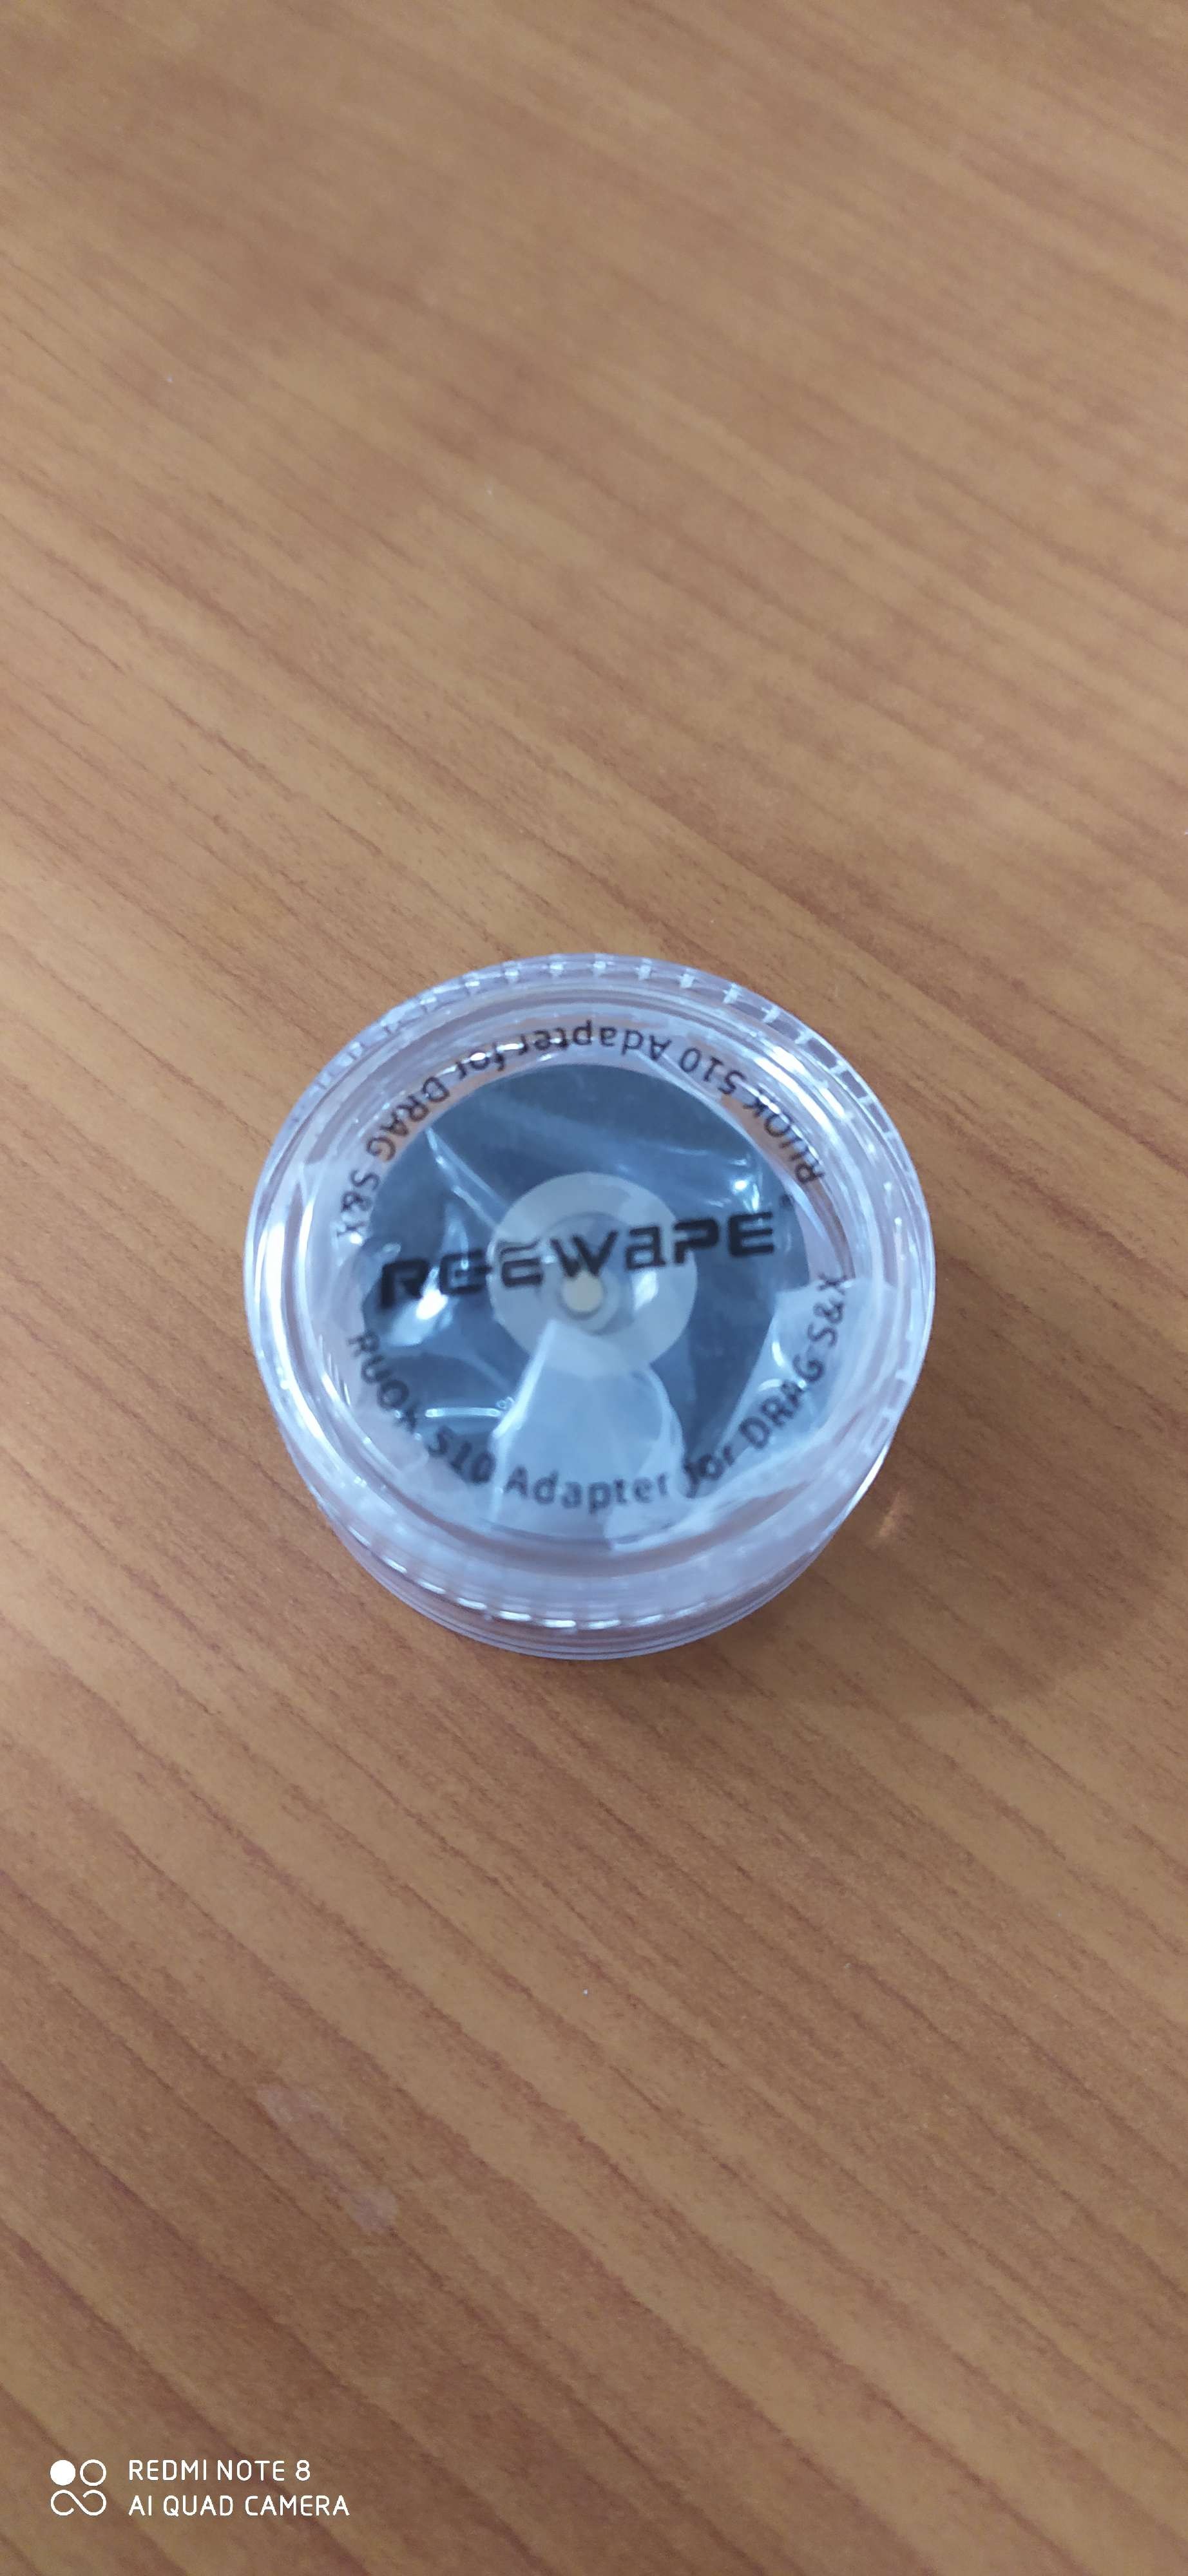 RUOK 510 Adapter for DRAG S&X
REEWAPE
RUOK 510 Adapter for DRAG S&X
REDMI NOTE 8
AI QUAD CAMERA